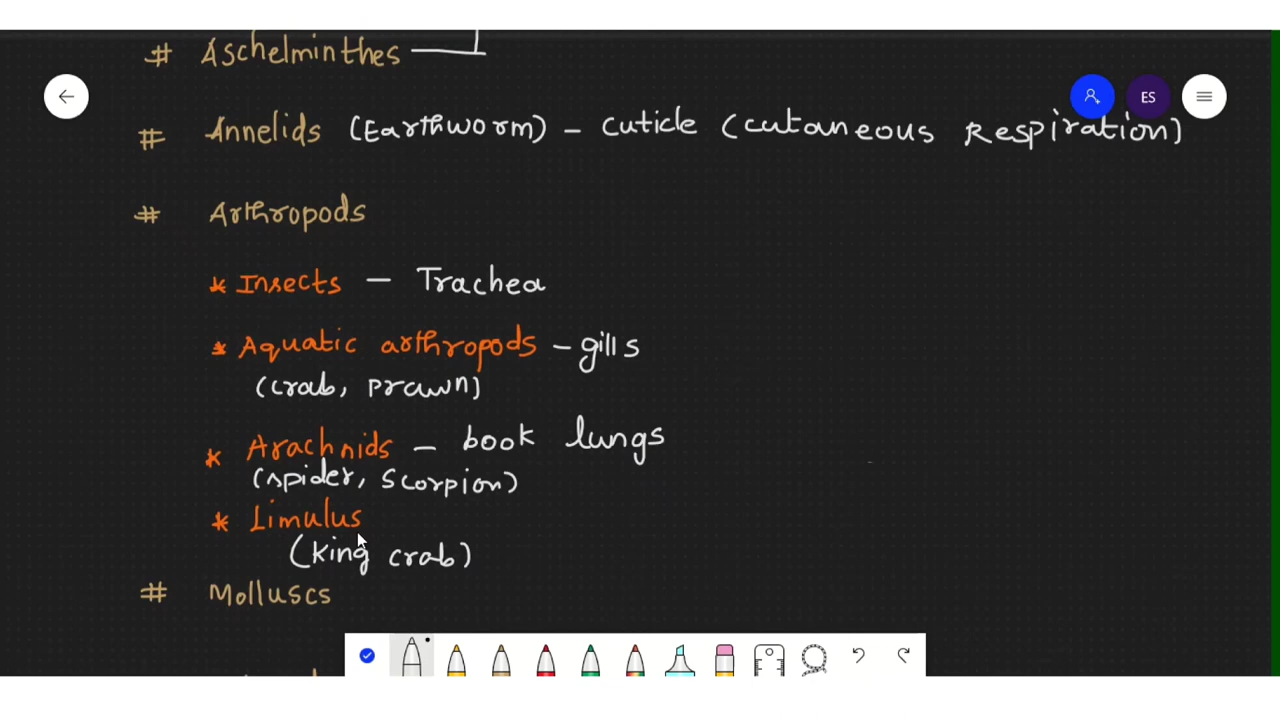 # Aschelminthes
ES
# Annelids (Earthworm) - cuticle (cutaneous Respiration)
# Arthropods
* Insects - Trachea
* Aquatic arthropods - gills
(crab, prawn)
* Arachnids - book lungs
(spider, scorpion)
* Limulus
(king crab)
# Molluscs